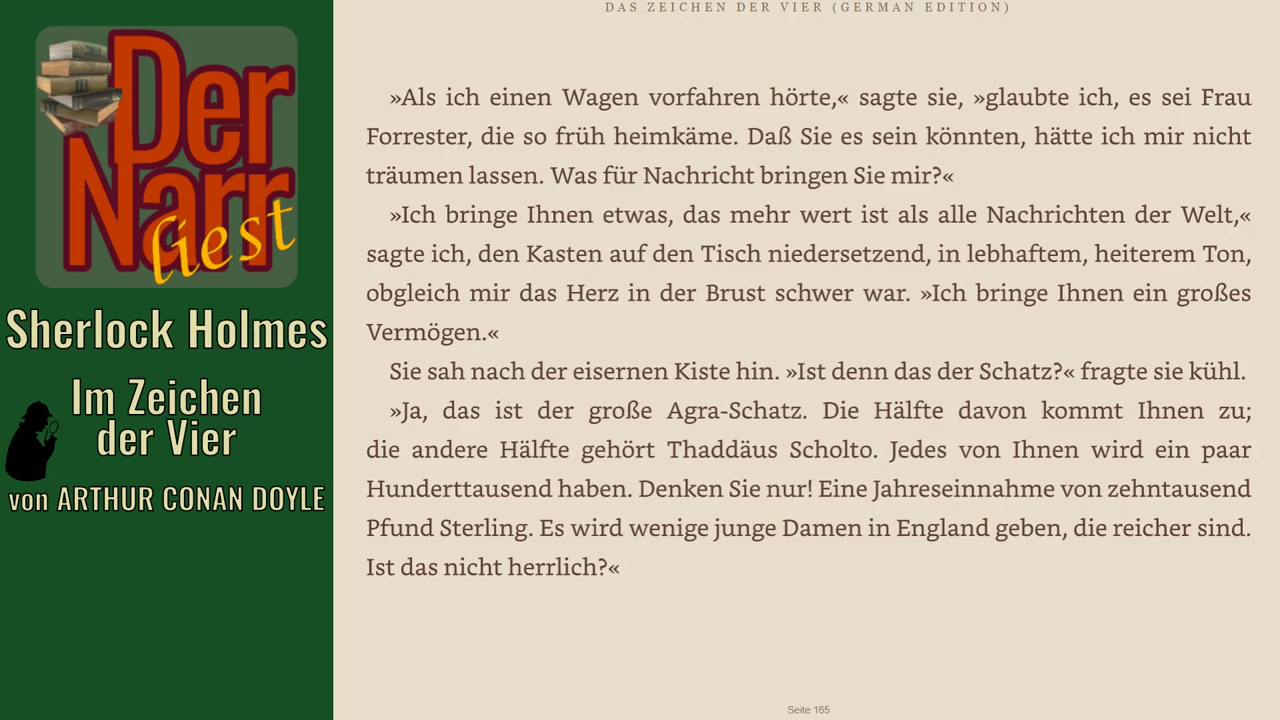 Der
Narr
liest
Sherlock Holmes
Im Zeichen
der Vier
von ARTHUR CONAN DOYLE
DAS ZEICHEN DER VIER (GERMAN EDITION)
»Als ich einen Wagen vorfahren hörte,« sagte sie, »glaubte ich, es sei Frau
Forrester, die so früh heimkäme. Daß Sie es sein könnten, hätte ich mir nicht
träumen lassen. Was für Nachricht bringen Sie mir?«
»Ich bringe Ihnen etwas, das mehr wert ist als alle Nachrichten der Welt,«
sagte ich, den Kasten auf den Tisch niedersetzend, in lebhaftem, heiterem Ton,
obgleich mir das Herz in der Brust schwer war. »Ich bringe Ihnen ein großes
Vermögen.«
Sie sah nach der eisernen Kiste hin. »Ist denn das der Schatz?« fragte sie kühl.
»Ja, das ist der große Agra-Schatz. Die Hälfte davon kommt Ihnen zu;
die andere Hälfte gehört Thaddäus Scholto. Jedes von Ihnen wird ein paar
Hunderttausend haben. Denken Sie nur! Eine Jahreseinnahme von zehntausend
Pfund Sterling. Es wird wenige junge Damen in England geben, die reicher sind.
Ist das nicht herrlich?«
Seite 165